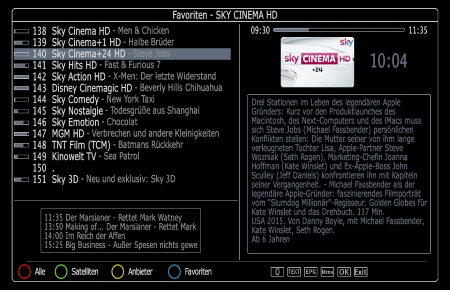 Favoriten - SKY CINEMA HD
138 Sky Cinema HD - Men & Chicken
139 Sky Cinema+1 HD - Halbe Brüder
140 Sky Cinema+24 HD - Steve Jobs
141 Sky Hits HD - Fast & Furious 7
142 Sky Action HD - X-Men: Der letzte Widerstand
143 Disney Cinemagic HD - Beverly Hills Chihuahua
144 Sky Comedy - New York Taxi
145 Sky Nostalgie - Todesgrüße aus Shanghai
146 Sky Emotion - Chocolat
147 MGM HD - Verbrechen und andere Kleinigkeiten
148 TNT Film (TCM) - Batmans Rückkehr
149 Kinowelt TV - Sea Patrol
150 .
151 Sky 3D - Neu und exklusiv: Sky 3D
11:35 Der Marsianer - Rettet Mark Watney
13:50 Making of... Der Marsianer - Rettet Mark
14:00 Im Reich der Affen
15:25 Big Business - Außer Spesen nichts gewe
09:30 11:35
sky
sky CINEMA HD
+24
10:04
Drei Stationen im Leben des legendären Apple
Gründers: Kurz vor den Produktlaunches des
Macintosh, des Next-Computers und des iMacs muss
sich Steve Jobs (Michael Fassbender) persönlichen
Konflikten stellen: Die Mutter seiner von ihm lange
verleugneten Tochter Lisa, Apple-Partner Steve
Wozniak (Seth Rogen), Marketing-Chefin Joanna
Hoffman (Kate Winslet) und Ex-Apple-Boss John
Sculley (Jeff Daniels) konfrontieren ihn mit Kapiteln
seiner Vergangenheit. - Michael Fassbender als der
legendäre Apple-Gründer: faszinierendes Filmporträt
vom "Slumdog Millionär"-Regisseur. Golden Globes für
Kate Winslet und das Drehbuch. 117 Min.
USA 2015. Von Danny Boyle, mit Michael Fassbender,
Kate Winslet, Seth Rogen.
Ab 6 Jahren
Alle Satelliten Anbieter Favoriten 0 TEXT EPG Menu OK Exit